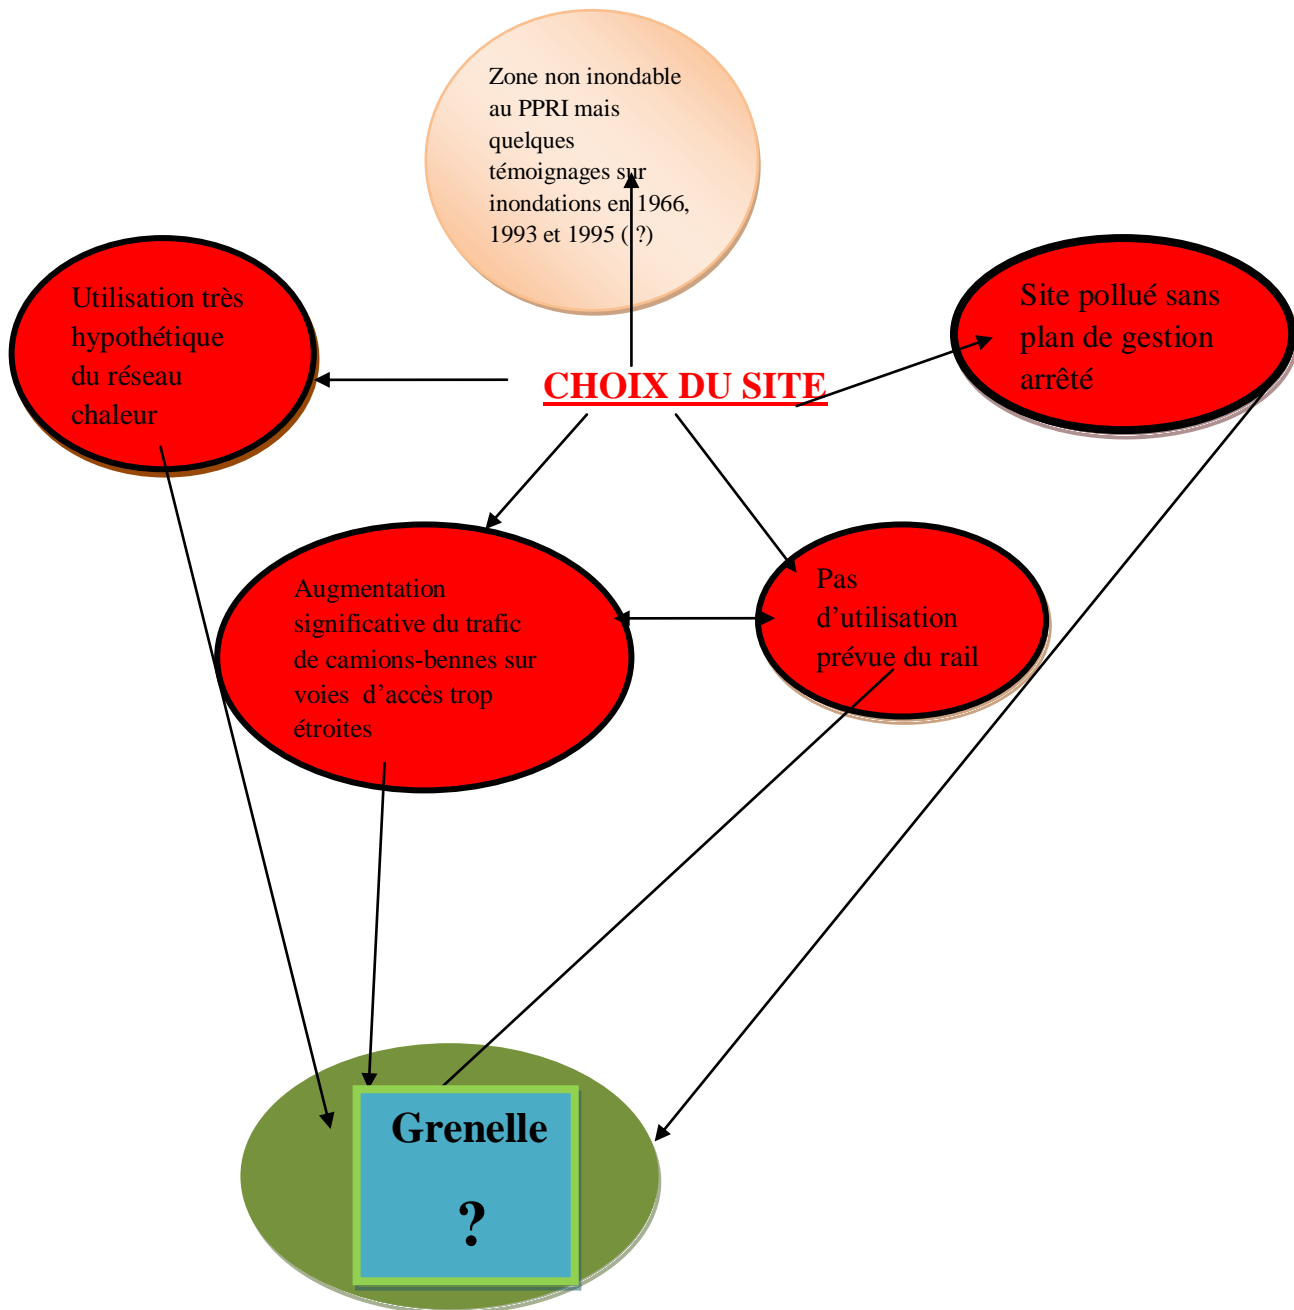 Zone non inondable
au PPRI mais
quelques
témoignages sur
inondations en 1966,
1993 et 1995 ( ?)
Utilisation très
hypothétique
du réseau
chaleur
Site pollué sans
plan de gestion
arrêté
CHOIX DU SITE
Augmentation
significative du trafic
de camions-bennes sur
voies d’accès trop
étroites
Pas
d’utilisation
prévue du rail
Grenelle
?